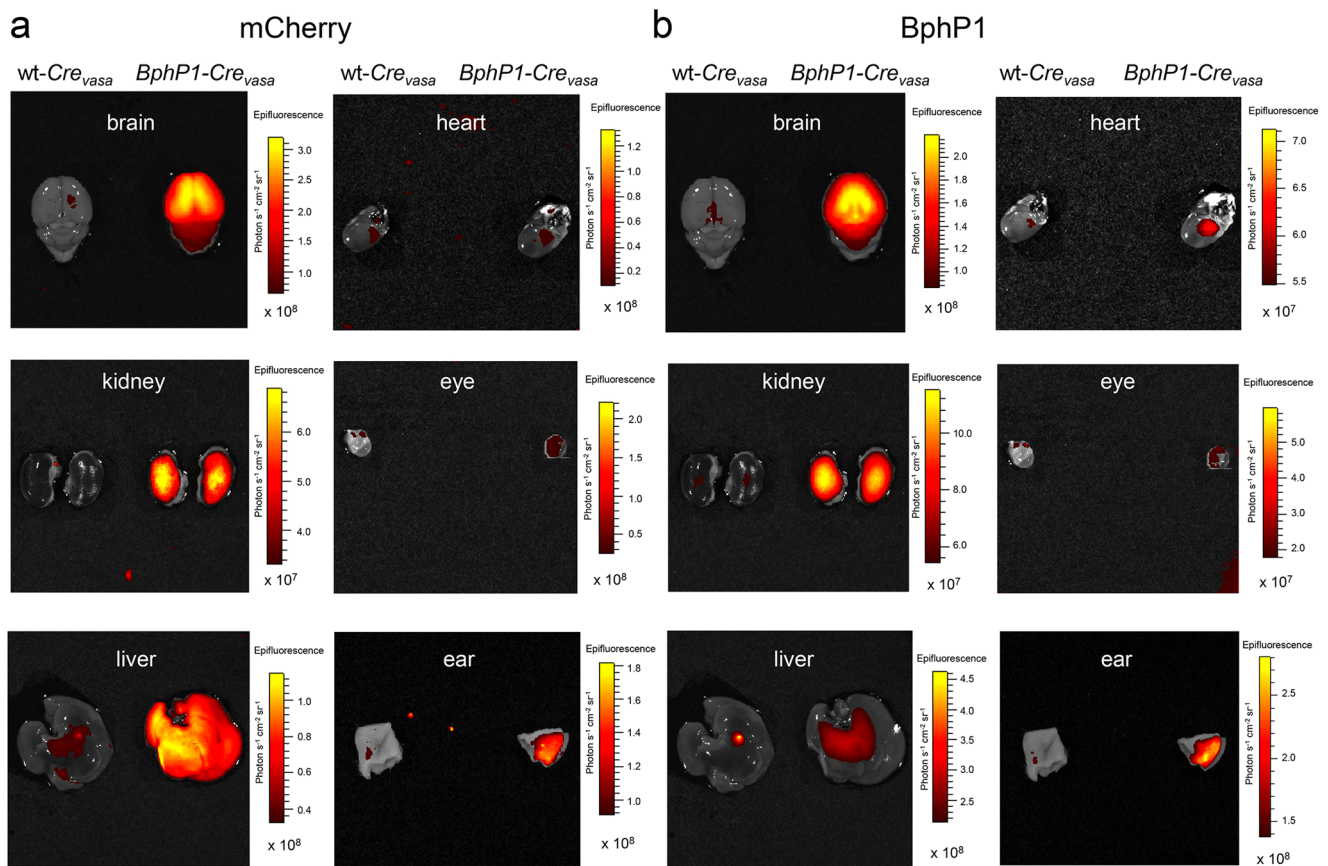 a mCherry b BphP1
wt-Cre_vasa BphP1-Cre_vasa wt-Cre_vasa BphP1-Cre_vasa wt-Cre_vasa BphP1-Cre_vasa wt-Cre_vasa BphP1-Cre_vasa
brain
Epifluorescence
3.0
2.5
2.0
1.5
1.0
Photon s⁻¹ cm⁻² sr⁻¹
x 10⁸
heart
Epifluorescence
1.2
1.0
0.8
0.6
0.4
0.2
Photon s⁻¹ cm⁻² sr⁻¹
x 10⁸
brain
Epifluorescence
2.0
1.8
1.6
1.4
1.2
1.0
Photon s⁻¹ cm⁻² sr⁻¹
x 10⁸
heart
Epifluorescence
7.0
6.5
6.0
5.5
Photon s⁻¹ cm⁻² sr⁻¹
x 10⁷
kidney
Epifluorescence
6.0
5.0
4.0
Photon s⁻¹ cm⁻² sr⁻¹
x 10⁷
eye
Epifluorescence
2.0
1.5
1.0
0.5
Photon s⁻¹ cm⁻² sr⁻¹
x 10⁸
kidney
Epifluorescence
10.0
8.0
6.0
Photon s⁻¹ cm⁻² sr⁻¹
x 10⁷
eye
Epifluorescence
5.0
4.0
3.0
2.0
Photon s⁻¹ cm⁻² sr⁻¹
x 10⁷
liver
Epifluorescence
1.0
0.8
0.6
0.4
Photon s⁻¹ cm⁻² sr⁻¹
x 10⁸
ear
Epifluorescence
1.8
1.6
1.4
1.2
1.0
Photon s⁻¹ cm⁻² sr⁻¹
x 10⁸
liver
Epifluorescence
4.5
4.0
3.5
3.0
2.5
Photon s⁻¹ cm⁻² sr⁻¹
x 10⁸
ear
Epifluorescence
2.5
2.0
1.5
Photon s⁻¹ cm⁻² sr⁻¹
x 10⁸